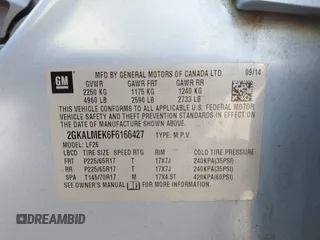 GM
MFD BY GENERAL MOTORS OF CANADA LTD. 09/14
GVWR GAWR FRT GAWR RR
2250 KG 1175 KG 1240 KG
4960 LB 2590 LB 2733 LB
THIS VEHICLE CONFORMS TO ALL APPLICABLE U.S. FEDERAL MOTOR
VEHICLE SAFETY AND THEFT PREVENTION STANDARDS IN EFFECT ON
THE DATE OF MANUFACTURE SHOWN ABOVE.
2GKALMEK6F6166427 TYPE: M.P.V.
MODEL: LF26
LBCO TIRE SIZE SPEED RTG RIM COLD TIRE PRESSURE
FRT P225/65R17 T 17X7J 240KPA(35PSI)
RR P225/65R17 T 17X7J 240KPA(35PSI)
SPA T145/70R17 M 17X4.5T 420KPA(60PSI)
SEE OWNER'S MANUAL FOR ADDITIONAL INFORMATION.
AUTOBIDMASTER